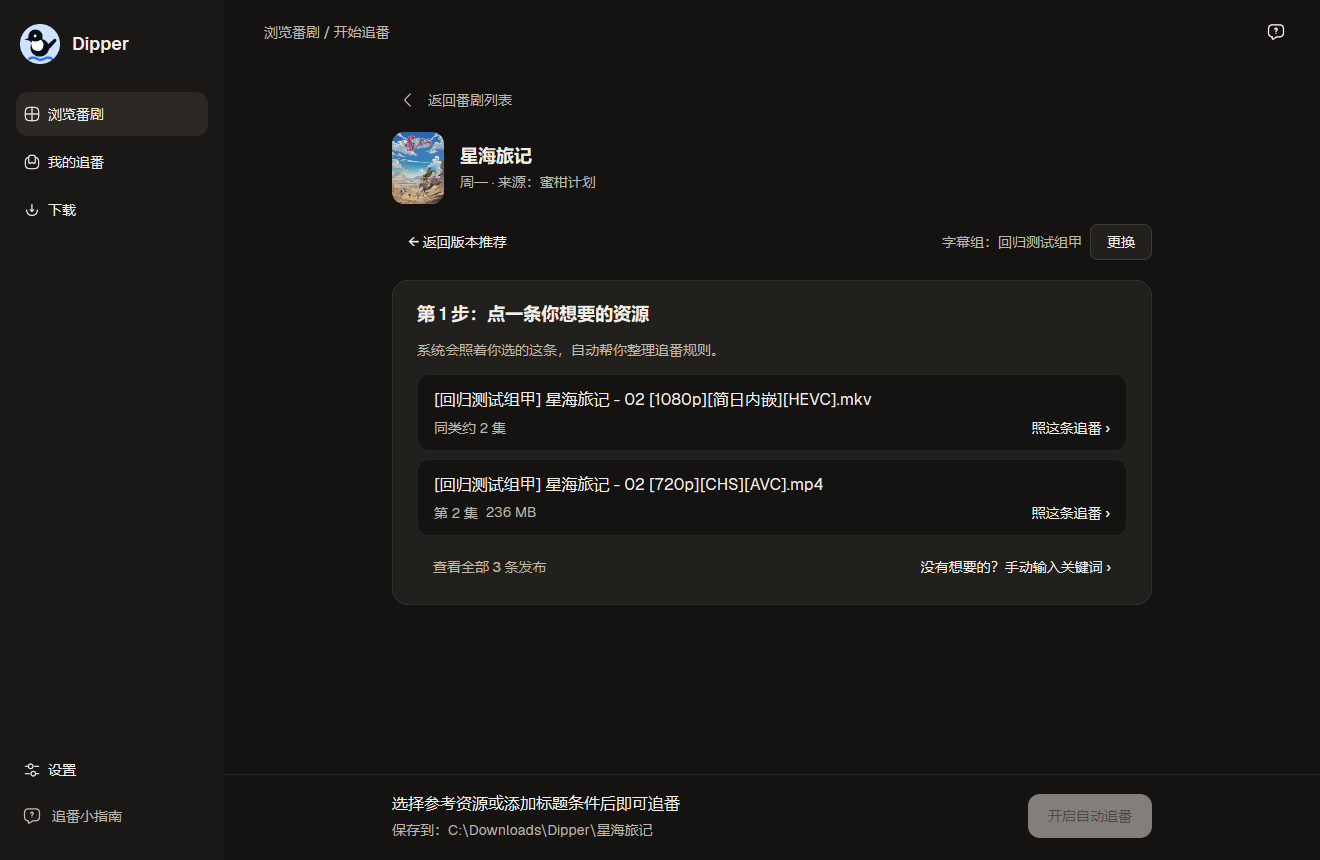 Dipper
浏览番剧 / 开始追番
浏览番剧
我的追番
下载
返回番剧列表
星海旅记
周一 · 来源：蜜柑计划
← 返回版本推荐
字幕组：回归测试组甲
更换
第 1 步：点一条你想要的资源
系统会照着你选的这条，自动帮你整理追番规则。
[回归测试组甲] 星海旅记 - 02 [1080p][简日内嵌][HEVC].mkv
同类约 2 集
照这条追番 ›
[回归测试组甲] 星海旅记 - 02 [720p][CHS][AVC].mp4
第 2 集 236 MB
照这条追番 ›
查看全部 3 条发布
没有想要的？手动输入关键词 ›
设置
追番小指南
选择参考资源或添加标题条件后即可追番
保存到：C:\Downloads\Dipper\星海旅记
开启自动追番